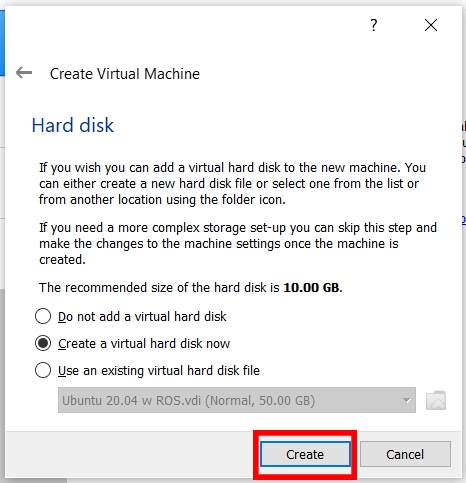 ?
Create Virtual Machine
Hard disk
If you wish you can add a virtual hard disk to the new machine. You
can either create a new hard disk file or select one from the list or
from another location using the folder icon.
If you need a more complex storage set-up you can skip this step and
make the changes to the machine settings once the machine is
created.
The recommended size of the hard disk is 10.00 GB.
Do not add a virtual hard disk
Create a virtual hard disk now
Use an existing virtual hard disk file
Ubuntu 20.04 w ROS.vdi (Normal, 50.00 GB)
Create
Cancel